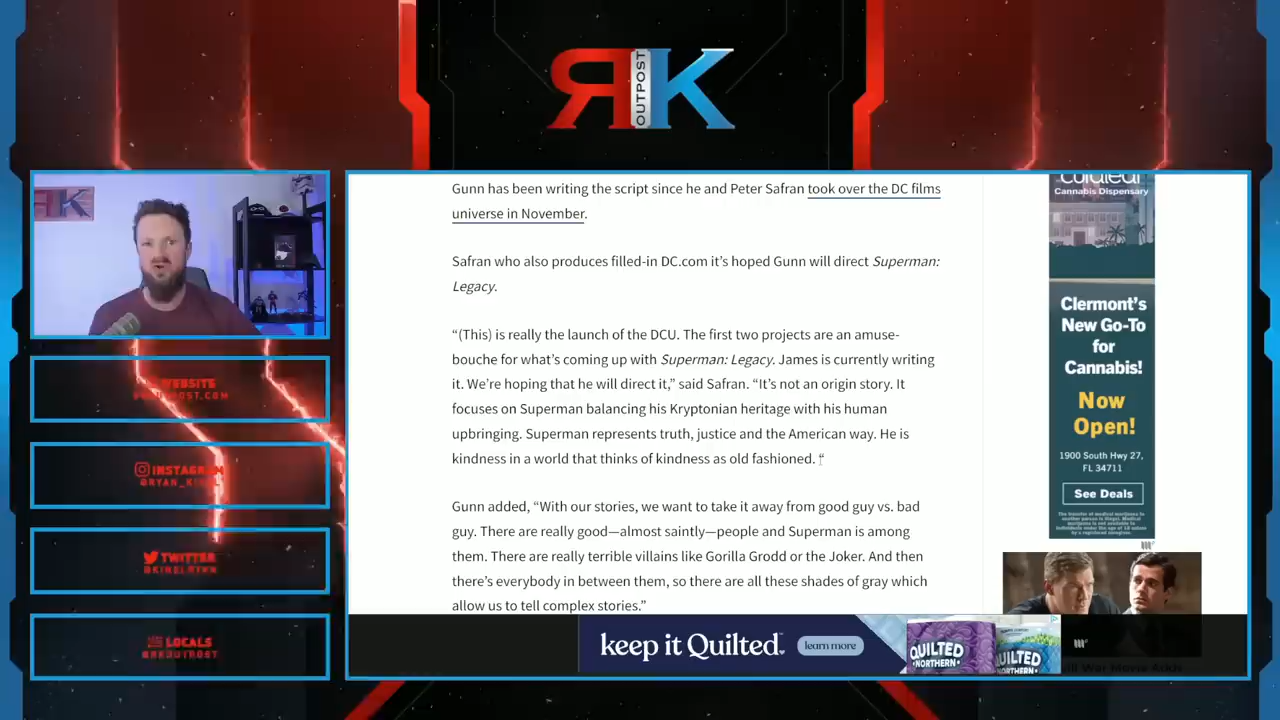 RK
OUTPOST
Gunn has been writing the script since he and Peter Safran took over the DC films
universe in November.
Safran who also produces filled-in DC.com it's hoped Gunn will direct Superman:
Legacy.
“(This) is really the launch of the DCU. The first two projects are an amuse-
bouche for what's coming up with Superman: Legacy. James is currently writing
it. We're hoping that he will direct it,” said Safran. “It's not an origin story. It
focuses on Superman balancing his Kryptonian heritage with his human
upbringing. Superman represents truth, justice and the American way. He is
kindness in a world that thinks of kindness as old fashioned. “
Gunn added, “With our stories, we want to take it away from good guy vs. bad
guy. There are really good—almost saintly—people and Superman is among
them. There are really terrible villains like Gorilla Grodd or the Joker. And then
there's everybody in between them, so there are all these shades of gray which
allow us to tell complex stories.”
Cannabis Dispensary
Clermont's
New Go-To
for
Cannabis!
Now
Open!
1900 South Hwy 27,
FL 34711
See Deals
keep it Quilted
learn more
QUILTED
NORTHERN
WEBSITE
INSTAGRAM
TWITTER
LOCALS
@RKOUTPOST